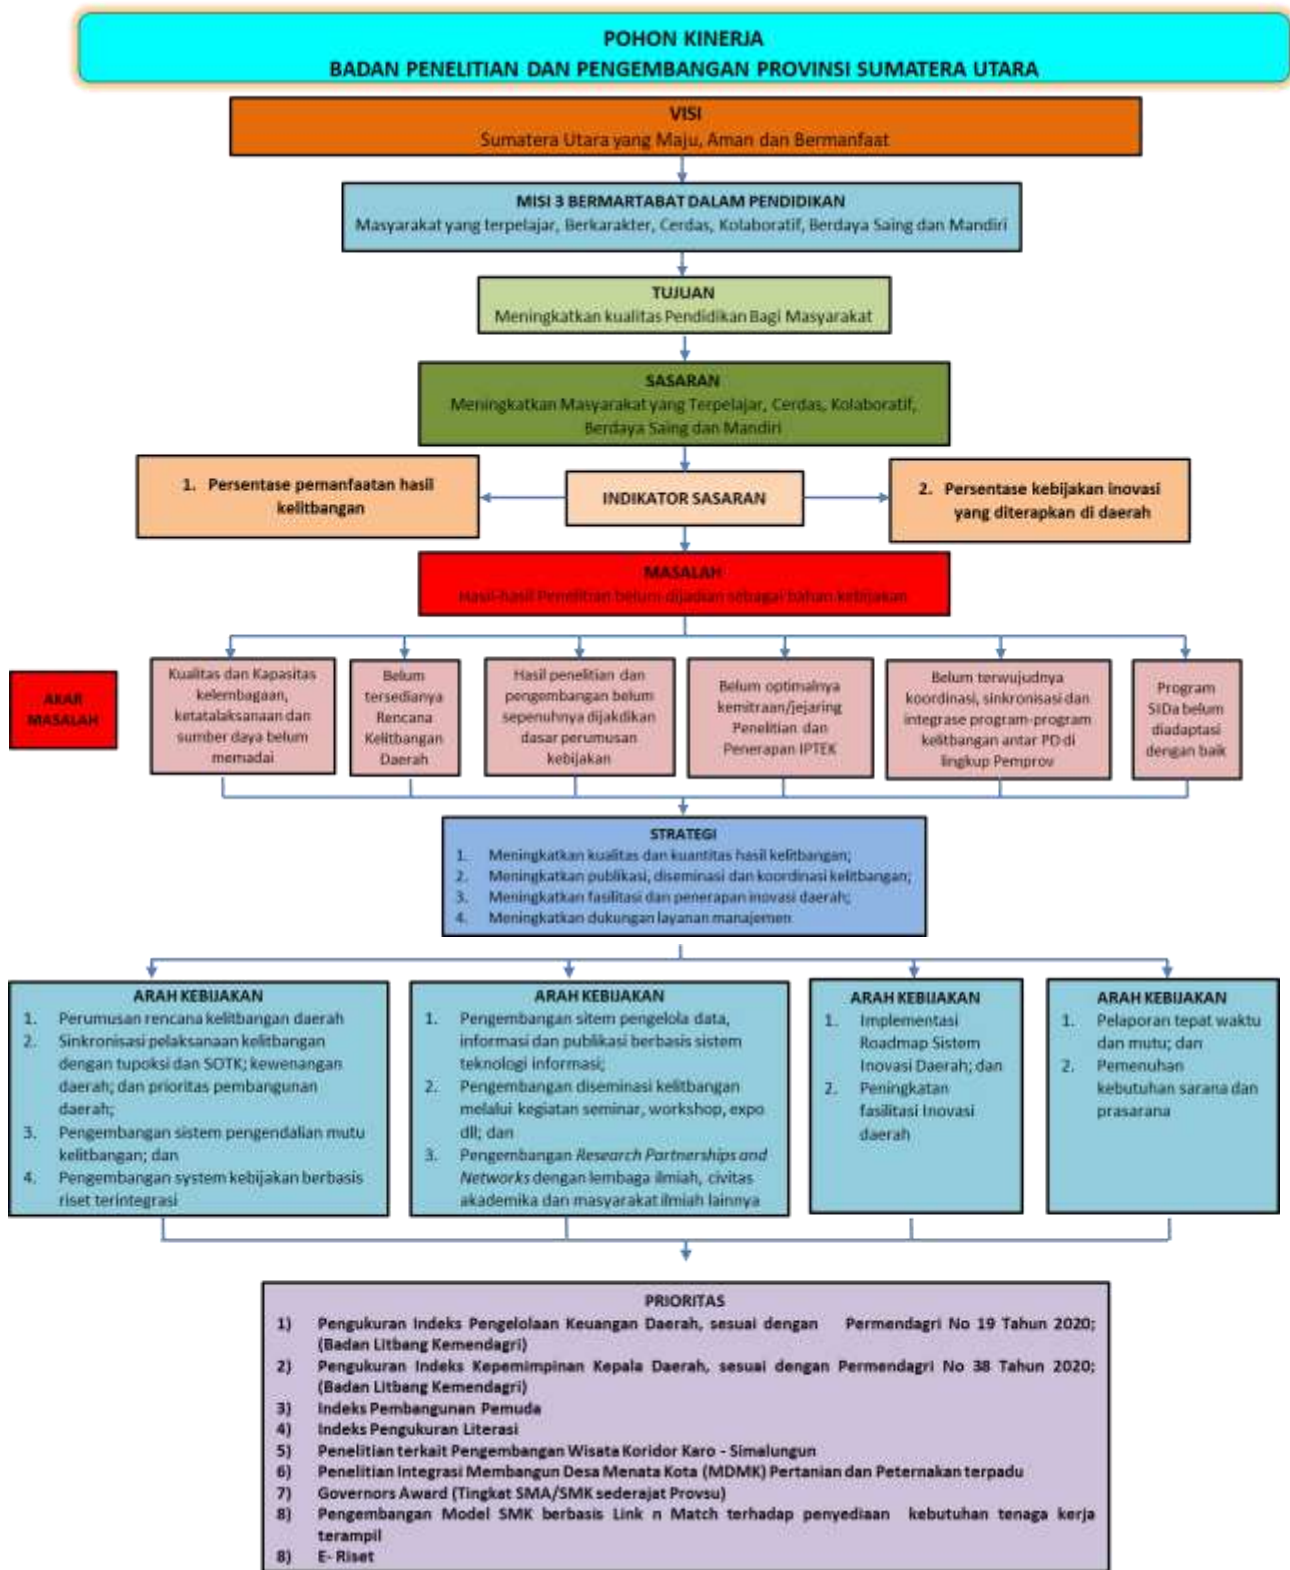 POHON KINERJA
BADAN PENELITIAN DAN PENGEMBANGAN PROVINSI SUMATERA UTARA
VISI
Sumatera Utara yang Maju, Aman dan Bermanfaat
MISI 3 BERMARTABAT DALAM PENDIDIKAN
Masyarakat yang terpelajar, Berkarakter, Cerdas, Kolaboratif, Berdaya Saing dan Mandiri
TUJUAN
Meningkatkan kualitas Pendidikan Bagi Masyarakat
SASARAN
Meningkatkan Masyarakat yang Terpelajar, Cerdas, Kolaboratif,
Berdaya Saing dan Mandiri
1. Persentase pemanfaatan hasil
kelitbangan
INDIKATOR SASARAN
2. Persentase kebijakan inovasi
yang diterapkan di daerah
MASALAH
Hasil-hasil Penelitian belum dijadian sebagai bahan kebijakan
AKAR
MASALAH
Kualitas dan Kapasitas
kelembagaan,
ketatalaksanaan dan
sumber daya belum
memadai
Belum
tersedianya
Rencana
Kelitbangan
Daerah
Hasil penelitian dan
pengembangan belum
sepenuhnya dijakdikan
dasar perumusan
kebijakan
Belum optimalnya
kemitraan/jejaring
Penelitian dan
Penerapan IPTEK
Belum terwujudnya
koordinasi, sinkronisasi dan
integrase program-program
kelitbangan antar PD di
lingkup Pemprov
Program
SIDa belum
diadaptasi
dengan baik
STRATEGI
1. Meningkatkan kualitas dan kuantitas hasil kelitbangan;
2. Meningkatkan publikasi, diseminasi dan koordinasi kelitbangan;
3. Meningkatkan fasilitasi dan penerapan inovasi daerah;
4. Meningkatkan dukungan layanan manajemen
ARAH KEBIJAKAN
1. Perumusan rencana kelitbangan daerah
2. Sinkronisasi pelaksanaan kelitbangan
dengan tupoksi dan SOTK; kewenangan
daerah; dan prioritas pembangunan
daerah;
3. Pengembangan sistem pengendalian mutu
kelitbangan; dan
4. Pengembangan system kebijakan berbasis
riset terintegrasi
ARAH KEBIJAKAN
1. Pengembangan sitem pengelola data,
informasi dan publikasi berbasis sistem
teknologi informasi;
2. Pengembangan diseminasi kelitbangan
melalui kegiatan seminar, workshop, expo
dll; dan
3. Pengembangan Research Partnerships and
Networks dengan lembaga ilmiah, civitas
akademika dan masyarakat ilmiah lainnya
ARAH KEBIJAKAN
1. Implementasi
Roadmap Sistem
Inovasi Daerah; dan
2. Peningkatan
fasilitasi Inovasi
daerah
ARAH KEBIJAKAN
1. Pelaporan tepat waktu
dan mutu; dan
2. Pemenuhan
kebutuhan sarana dan
prasarana
PRIORITAS
1) Pengukuran Indeks Pengelolaan Keuangan Daerah, sesuai dengan Permendagri No 19 Tahun 2020;
(Badan Litbang Kemendagri)
2) Pengukuran Indeks Kepemimpinan Kepala Daerah, sesuai dengan Permendagri No 38 Tahun 2020;
(Badan Litbang Kemendagri)
3) Indeks Pembangunan Pemuda
4) Indeks Pengukuran Literasi
5) Penelitian terkait Pengembangan Wisata Koridor Karo - Simalungun
6) Penelitian Integrasi Membangun Desa Menata Kota (MDMK) Pertanian dan Peternakan terpadu
7) Governors Award (Tingkat SMA/SMK sederajat Provsu)
8) Pengembangan Model SMK berbasis Link n Match terhadap penyediaan kebutuhan tenaga kerja
terampil
8) E- Riset